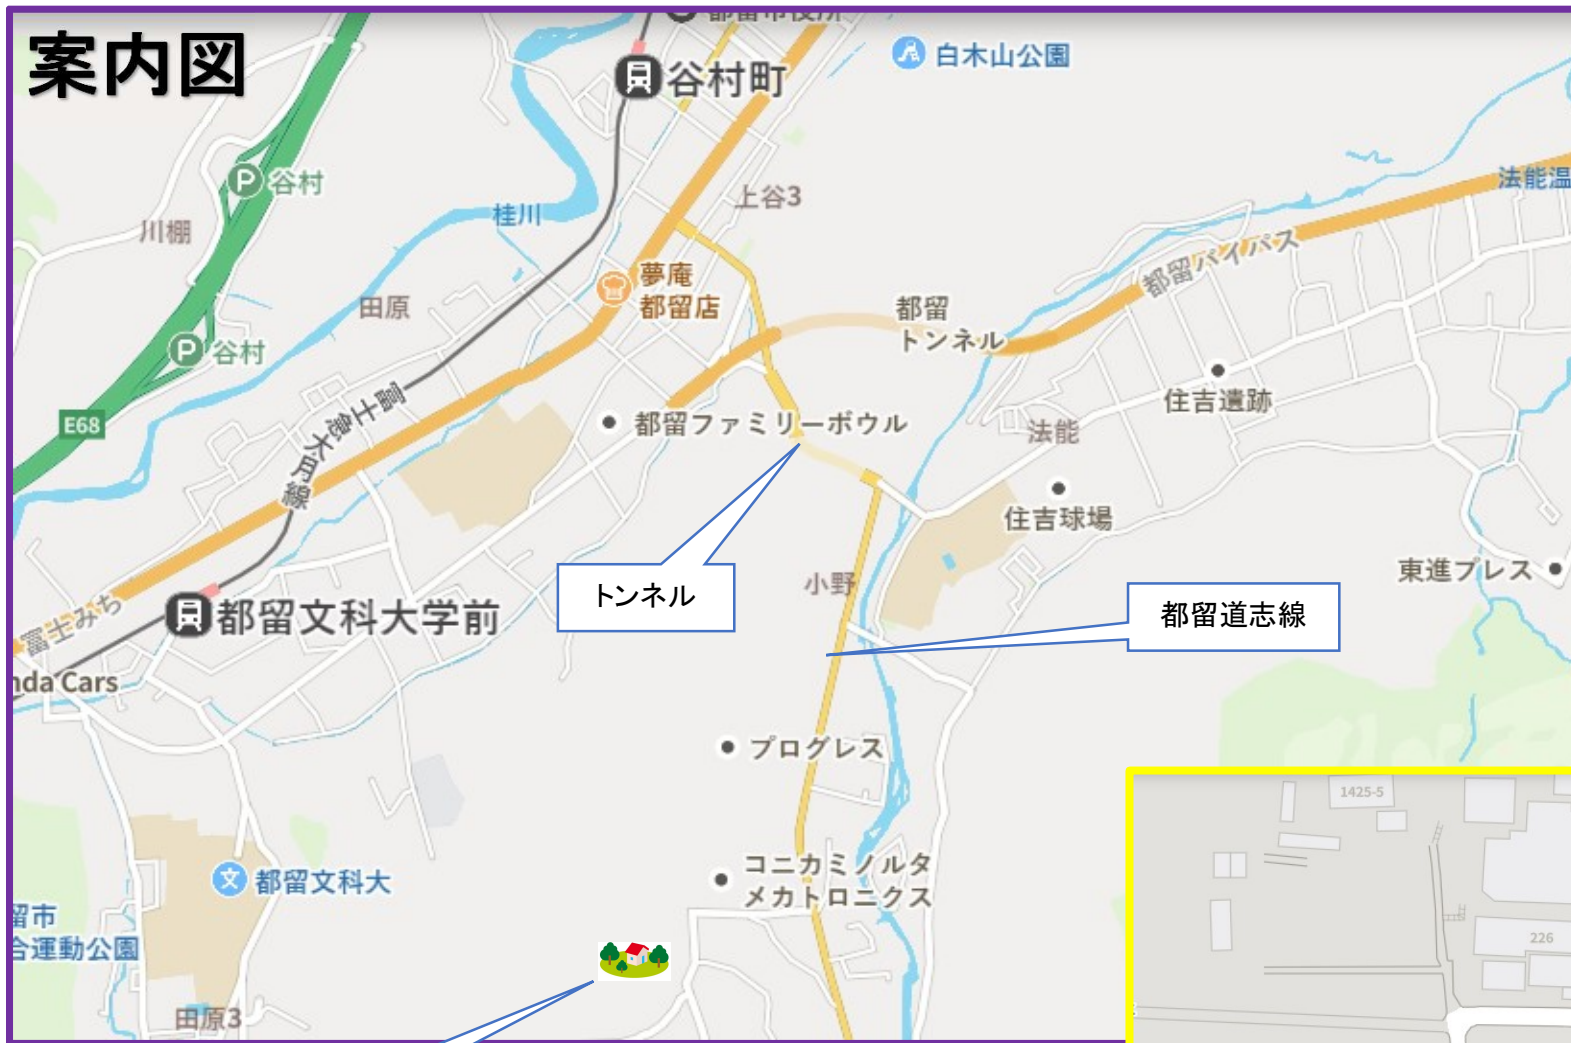 案内図
都留市役所
谷村町
白木山公園
谷村
法能温
上谷3
川棚
桂川
夢庵
都留店
田原
都留
トンネル
都留バイパス
谷村
住吉遺跡
E68
都留ファミリーボウル
法能
富士急大月線
住吉球場
トンネル
小野
東進プレス
都留道志線
富士みち
都留文科大学前
nda Cars
プログレス
1425-5
コニカミノルタ
メカトロニクス
都留文科大
留市
合運動公園
226
田原3